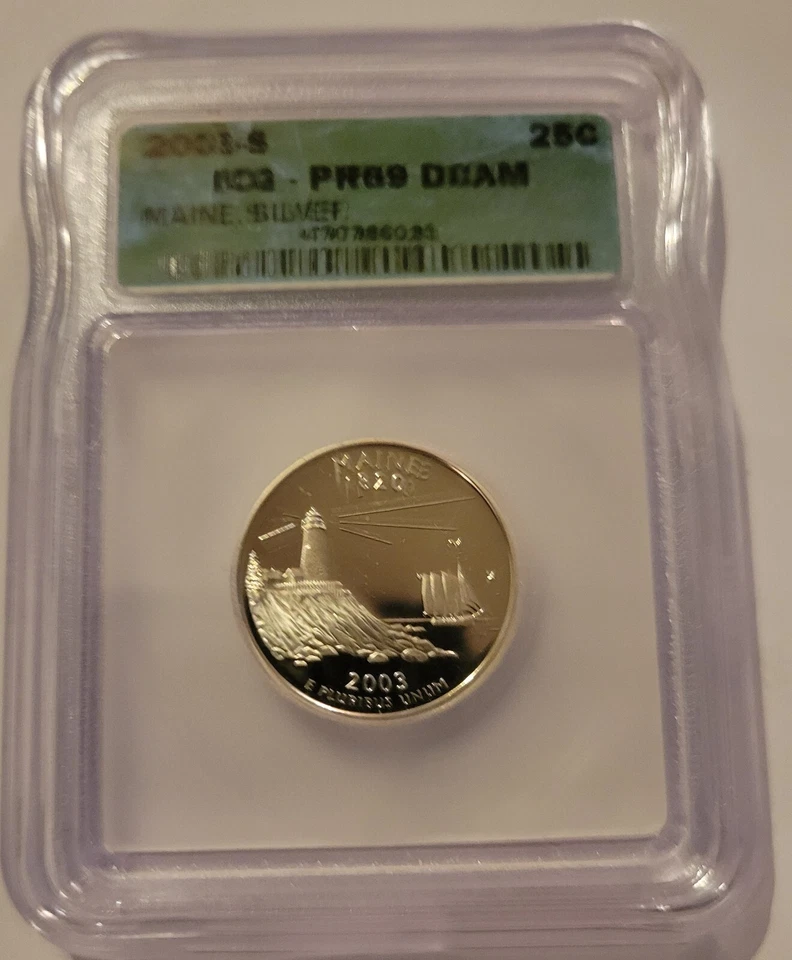 2003-S 25C
- PR69 DCAM
MAINE, SILVER
MAINE
1820
2003
E PLURIBUS UNUM